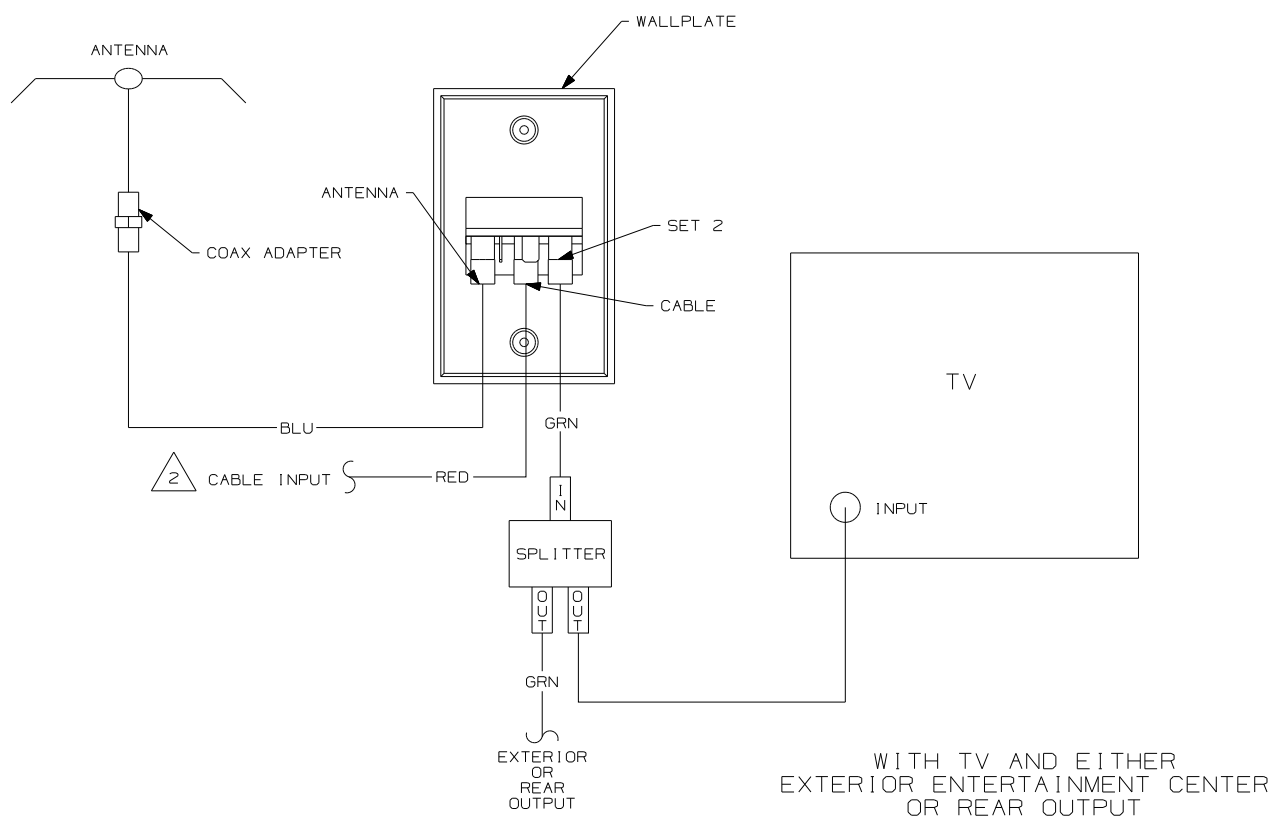 WALLPLATE
ANTENNA
ANTENNA
SET 2
COAX ADAPTER
CABLE
TV
GRN
BLU
2 CABLE INPUT
RED
IN
INPUT
SPLITTER
OUT
OUT
GRN
EXTERIOR
OR
REAR
OUTPUT
WITH TV AND EITHER
EXTERIOR ENTERTAINMENT CENTER
OR REAR OUTPUT